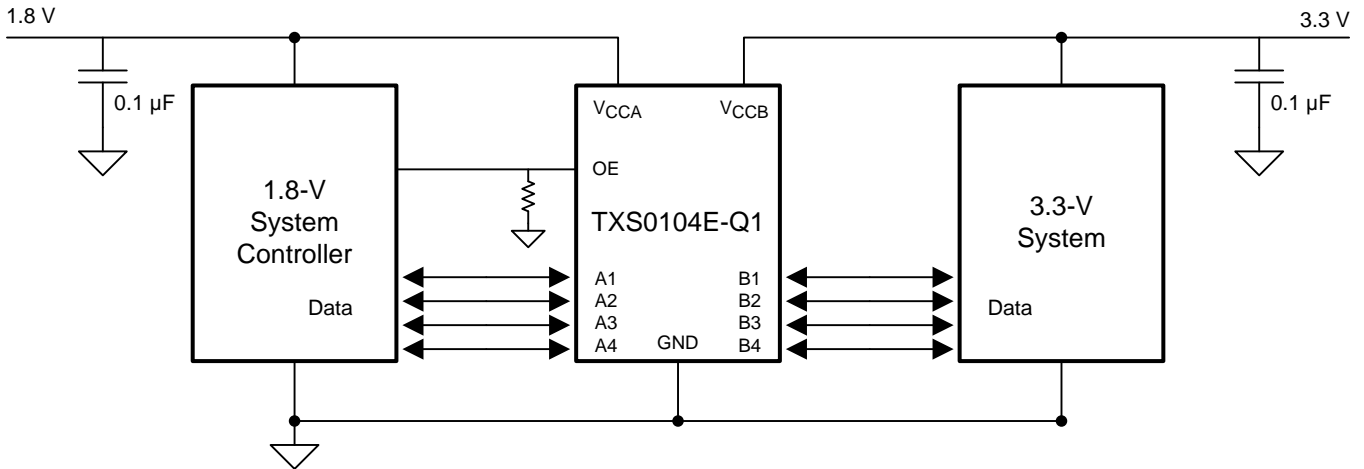 1.8 V
3.3 V
0.1 µF
VCCA
VCCB
0.1 µF
OE
1.8-V
System
Controller
TXS0104E-Q1
3.3-V
System
Data
A1
A2
A3
A4
GND
B1
B2
B3
B4
Data